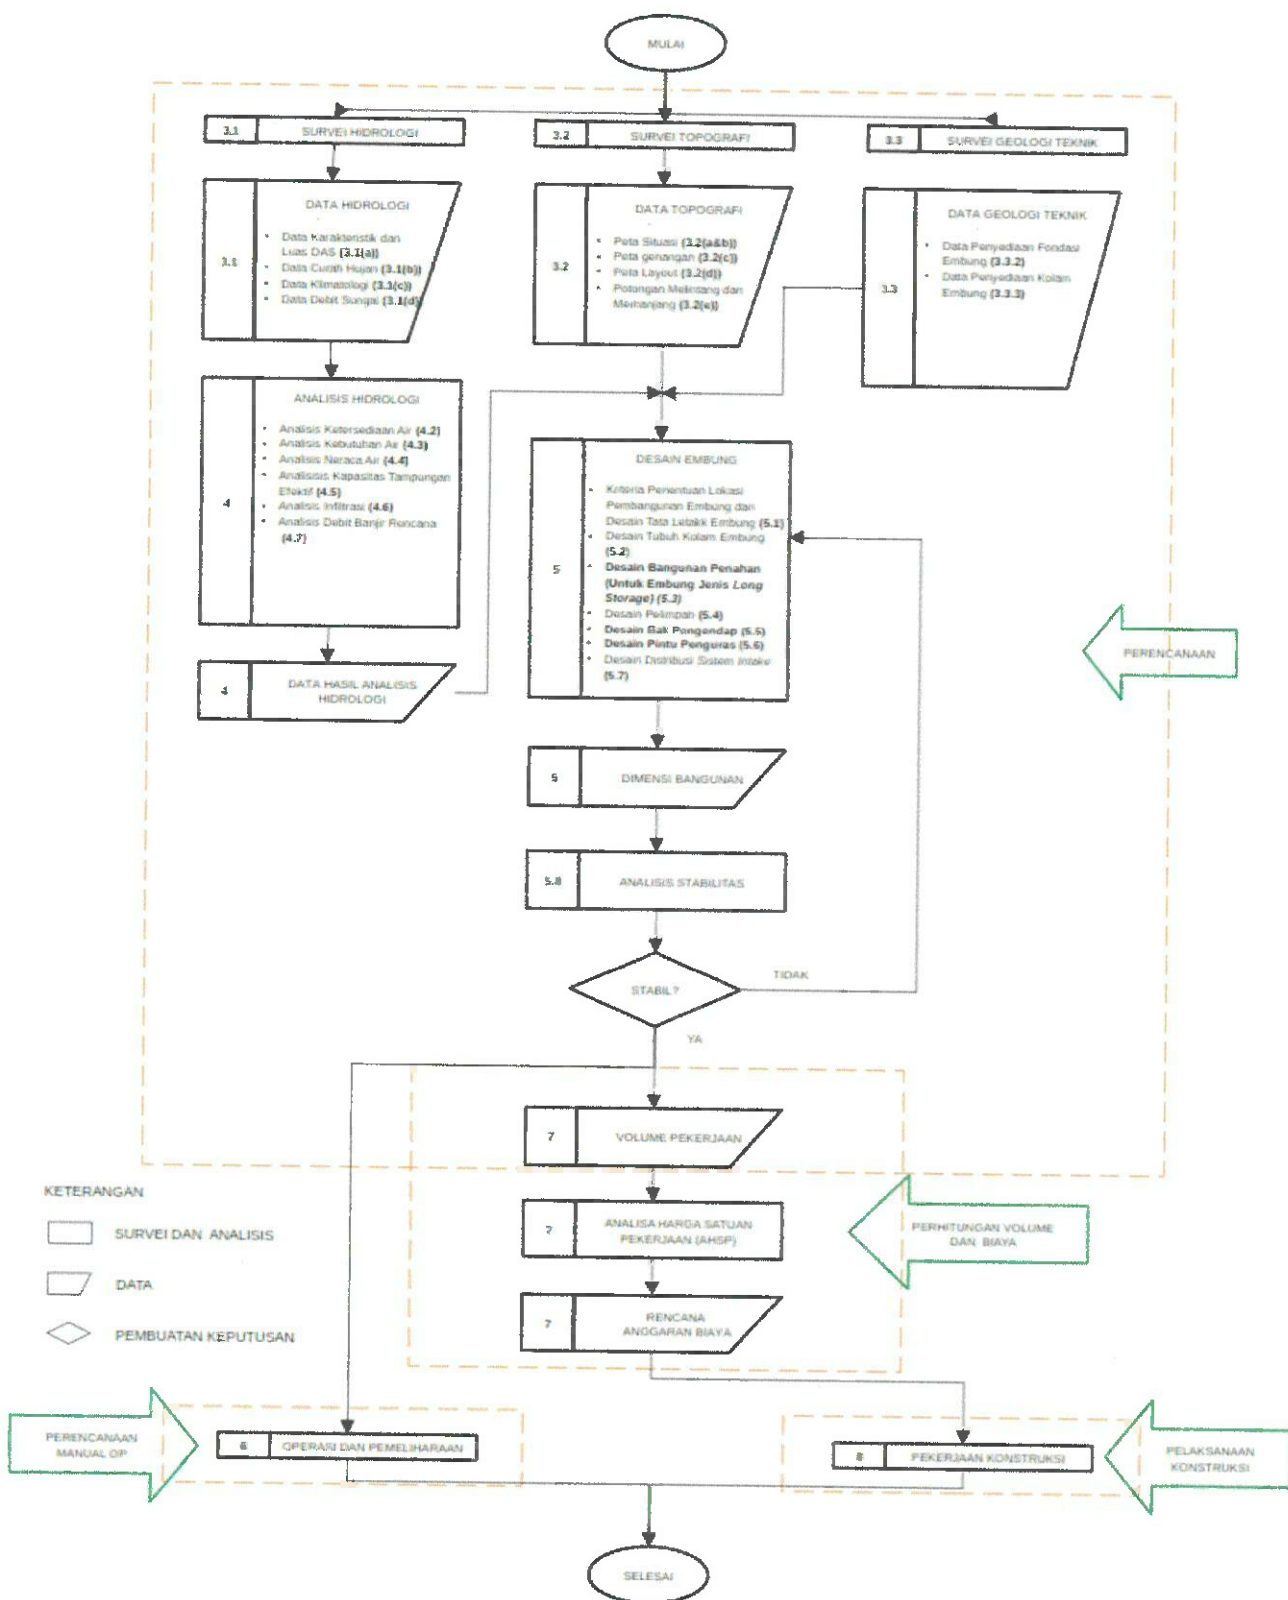 MULAI
3.1 SURVEI HIDROLOGI
3.2 SURVEI TOPOGRAFI
3.3 SURVEI GEOLOGI TEKNIK
3.1
DATA HIDROLOGI
• Data Karakteristik dan
Luas DAS (3.1(a))
• Data Curah Hujan (3.1(b))
• Data Klimatologi (3.1(c))
• Data Debit Sungai (3.1(d)
3.2
DATA TOPOGRAFI
• Peta Situasi (3.2(a&b))
• Peta genangan (3.2(c))
• Peta Layout (3.2(d))
• Potongan Melintang dan
Memanjang (3.2(e))
3.3
DATA GEOLOGI TEKNIK
• Data Penyediaan Fondasi
Embung (3.3.2)
• Data Penyediaan Kolam
Embung (3.3.3)
4
ANALISIS HIDROLOGI
• Analisis Ketersediaan Air (4.2)
• Analisis Kebutuhan Air (4.3)
• Analisis Neraca Air (4.4)
• Analisisis Kapasitas Tampungan
Efektif (4.5)
• Analisis Infiltrasi (4.6)
• Analisis Debit Banjir Rencana
(4.7)
4
DATA HASIL ANALISIS
HIDROLOGI
5
DESAIN EMBUNG
• Kriteria Penentuan Lokasi
Pembangunan Embung dan
Desain Tata Letakk Embung (5.1)
• Desain Tubuh Kolam Embung
(5.2)
• Desain Bangunan Penahan
(Untuk Embung Jenis Long
Storage) (5.3)
• Desain Pelimpah (5.4)
• Desain Bak Pengendap (5.5)
• Desain Pintu Penguras (5.6)
• Desain Distribusi Sistem Intake
(5.7)
PERENCANAAN
5 DIMENSI BANGUNAN
5.8 ANALISIS STABILITAS
STABIL?
TIDAK
YA
7 VOLUME PEKERJAAN
7
ANALISA HARGA SATUAN
PEKERJAAN (AHSP)
PERHITUNGAN VOLUME
DAN BIAYA
7
RENCANA
ANGGARAN BIAYA
KETERANGAN
SURVEI DAN ANALISIS
DATA
PEMBUATAN KEPUTUSAN
PERENCANAAN
MANUAL OP
6 OPERASI DAN PEMELIHARAAN
8 PEKERJAAN KONSTRUKSI
PELAKSANAAN
KONSTRUKSI
SELESAI